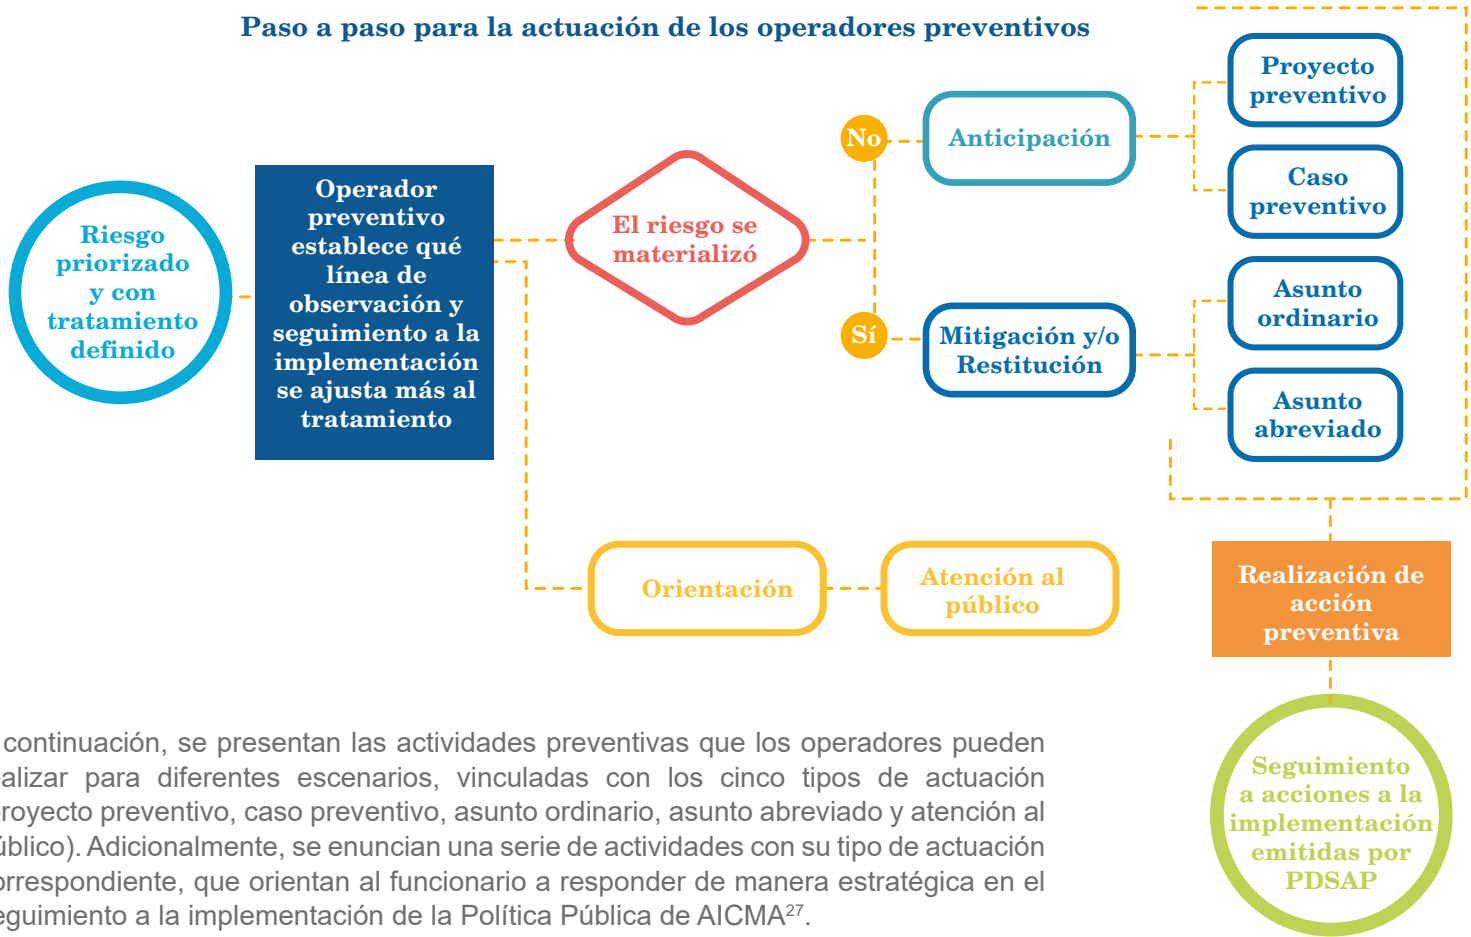 Paso a paso para la actuación de los operadores preventivos
Riesgo
priorizado
y con
tratamiento
definido
Operador
preventivo
establece qué
línea de
observación y
seguimiento a la
implementación
se ajusta más al
tratamiento
El riesgo se
materializó
No
Anticipación
Proyecto
preventivo
Caso
preventivo
Sí
Mitigación y/o
Restitución
Asunto
ordinario
Asunto
abreviado
Orientación
Atención al
público
Realización de
acción
preventiva
Seguimiento
a acciones a la
implementación
emitidas por
PDSAP
continuación, se presentan las actividades preventivas que los operadores pueden
ealizar para diferentes escenarios, vinculadas con los cinco tipos de actuación
proyecto preventivo, caso preventivo, asunto ordinario, asunto abreviado y atención al
úblico). Adicionalmente, se enuncian una serie de actividades con su tipo de actuación
orrespondiente, que orientan al funcionario a responder de manera estratégica en el
eguimiento a la implementación de la Política Pública de AICMA27.